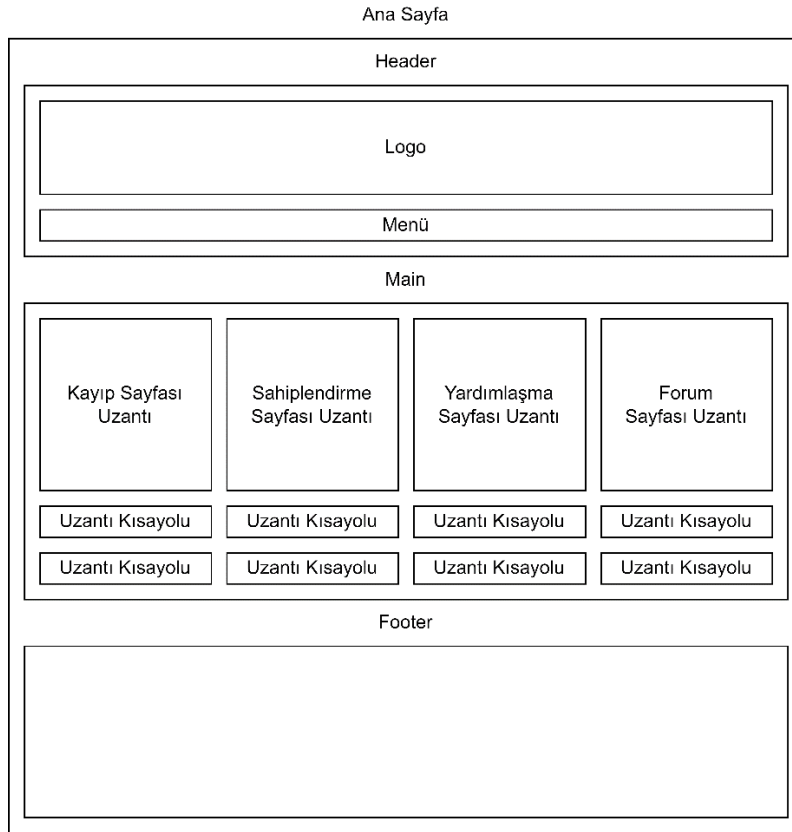 Ana Sayfa
Header
Logo
Menü
Main
Kayıp Sayfası
Uzantı
Sahiplendirme
Sayfası Uzantı
Yardımlaşma
Sayfası Uzantı
Forum
Sayfası Uzantı
Uzantı Kısayolu
Uzantı Kısayolu
Uzantı Kısayolu
Uzantı Kısayolu
Uzantı Kısayolu
Uzantı Kısayolu
Uzantı Kısayolu
Uzantı Kısayolu
Footer